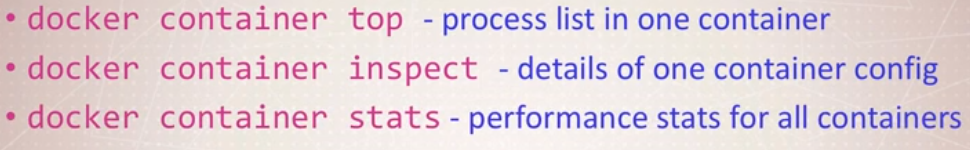 • docker container top - process list in one container
• docker container inspect - details of one container config
• docker container stats - performance stats for all containers